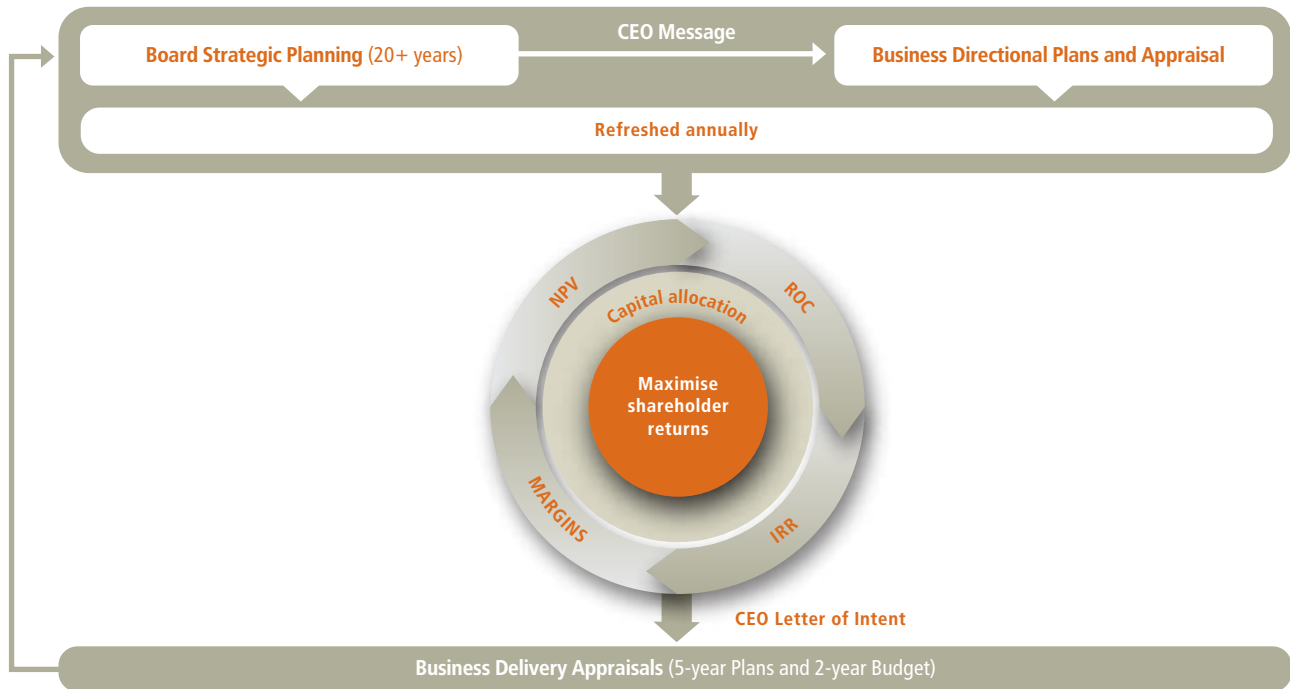 CEO Message
Board Strategic Planning (20+ years)
Business Directional Plans and Appraisal
Refreshed annually
NPV
ROC
Capital allocation
Maximise
shareholder
returns
MARGINS
IRR
CEO Letter of Intent
Business Delivery Appraisals (5-year Plans and 2-year Budget)